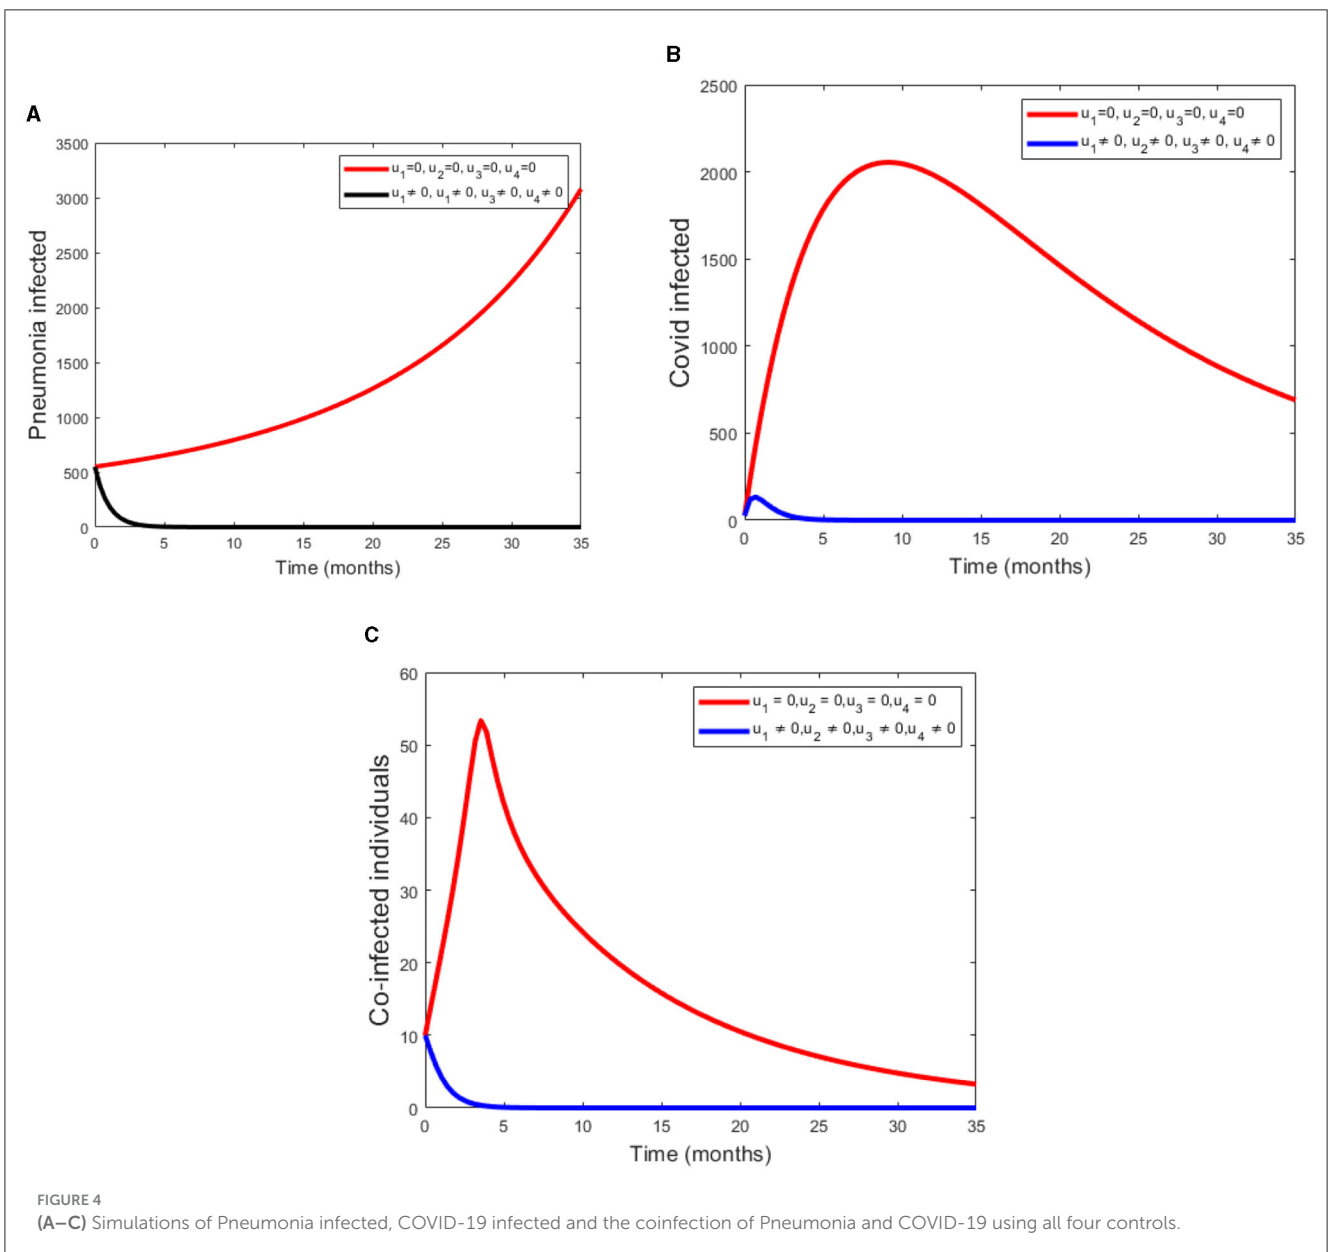 A
3500
3000
2500
2000
1500
1000
500
0
Pneumonia infected
u1=0, u2=0, u3=0, u4=0
u1≠ 0, u1≠ 0, u3≠ 0, u4≠ 0
0 5 10 15 20 25 30 35
Time (months)
B
2500
2000
1500
1000
500
0
Covid infected
u1=0, u2=0, u3=0, u4=0
u1≠ 0, u2≠ 0, u3≠ 0, u4≠ 0
0 5 10 15 20 25 30 35
Time (months)
C
60
50
40
30
20
10
0
Co-infected individuals
u1 = 0,u2 = 0,u3 = 0,u4 = 0
u1 ≠ 0,u2 ≠ 0,u3 ≠ 0,u4 ≠ 0
0 5 10 15 20 25 30 35
Time (months)
FIGURE 4
(A–C) Simulations of Pneumonia infected, COVID-19 infected and the coinfection of Pneumonia and COVID-19 using all four controls.